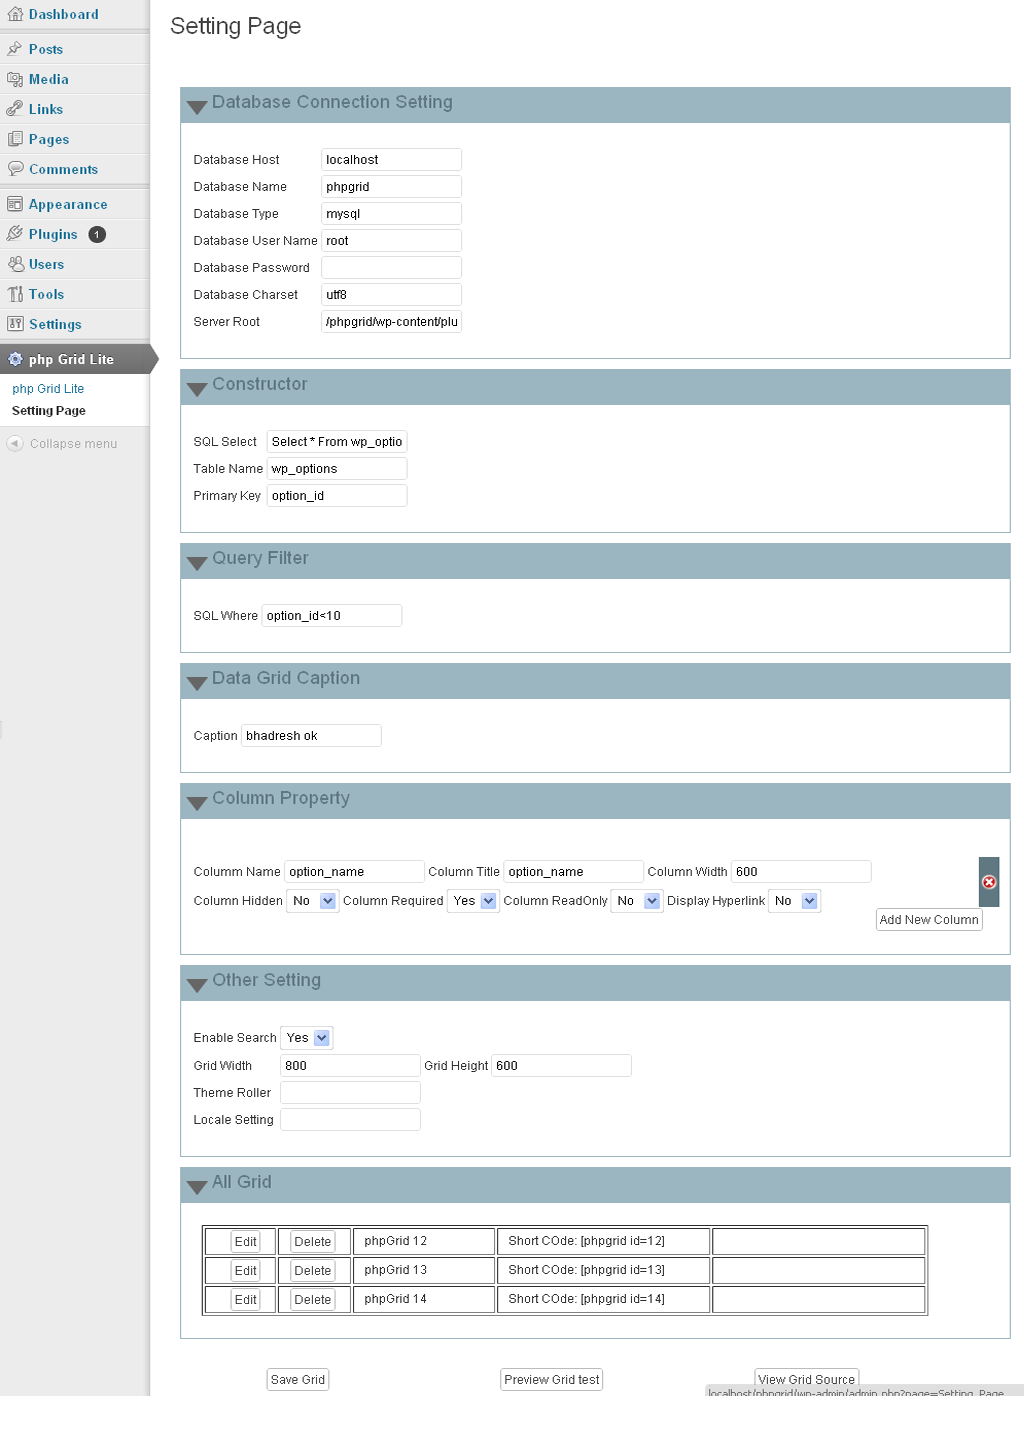 Dashboard
Posts
Media
Links
Pages
Comments
Appearance
Plugins 1
Users
Tools
Settings
php Grid Lite
php Grid Lite
Setting Page
Collapse menu
Setting Page
Database Connection Setting
Database Host localhost
Database Name phpgrid
Database Type mysql
Database User Name root
Database Password
Database Charset utf8
Server Root /phpgrid/wp-content/plu
Constructor
SQL Select Select * From wp_optio
Table Name wp_options
Primary Key option_id
Query Filter
SQL Where option_id<10
Data Grid Caption
Caption bhadresh ok
Column Property
Columm Name option_name Column Title option_name Column Width 600
Column Hidden No Column Required Yes Column ReadOnly No Display Hyperlink No
Add New Column
Other Setting
Enable Search Yes
Grid Width 800 Grid Height 600
Theme Roller
Locale Setting
All Grid
Edit Delete phpGrid 12 Short COde: [phpgrid id=12]
Edit Delete phpGrid 13 Short COde: [phpgrid id=13]
Edit Delete phpGrid 14 Short COde: [phpgrid id=14]
Save Grid Preview Grid test View Grid Source
localhost/phpgrid/wp-admin/admin.php?page=Setting_Page